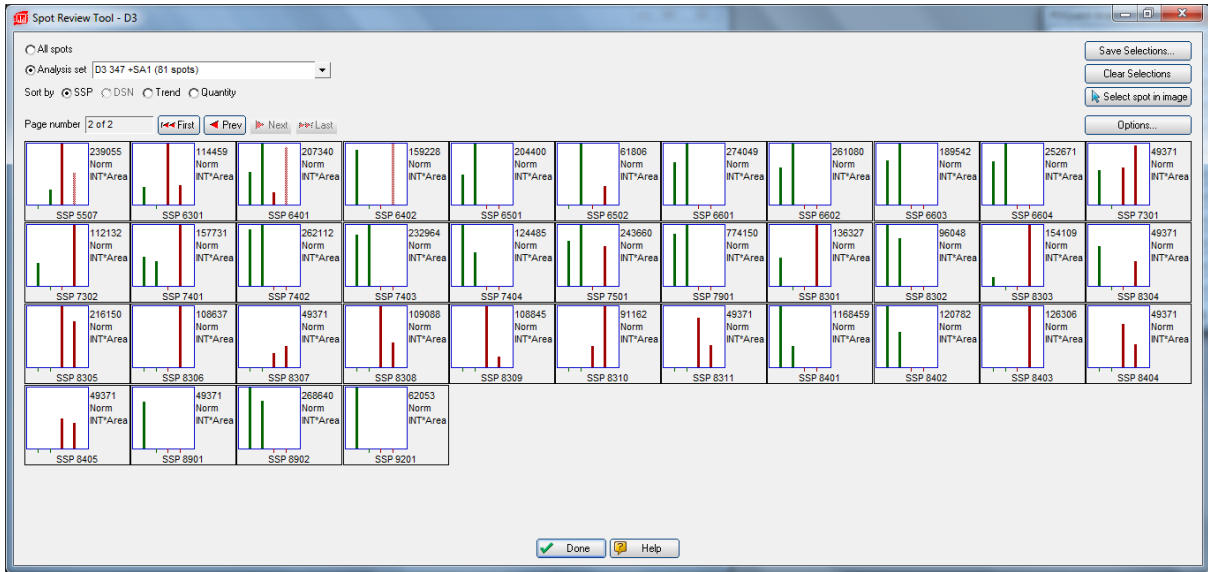 Spot Review Tool - D3
All spots
Save Selections...
Analysis set D3 347 +SA1 (81 spots)
Clear Selections
Sort by SSP DSN Trend Quantity
Select spot in image
Page number 2 of 2 First Prev Next Last
Options...
239055 114459 207340 159228 204400 61806 274049 261080 189542 252671 49371
Norm Norm Norm Norm Norm Norm Norm Norm Norm Norm Norm
INT*Area INT*Area INT*Area INT*Area INT*Area INT*Area INT*Area INT*Area INT*Area INT*Area INT*Area
SSP 5507 SSP 6301 SSP 6401 SSP 6402 SSP 6501 SSP 6502 SSP 6601 SSP 6602 SSP 6603 SSP 6604 SSP 7301
112132 157731 262112 232964 124485 243660 774150 136327 96048 154109 49371
Norm Norm Norm Norm Norm Norm Norm Norm Norm Norm Norm
INT*Area INT*Area INT*Area INT*Area INT*Area INT*Area INT*Area INT*Area INT*Area INT*Area INT*Area
SSP 7302 SSP 7401 SSP 7402 SSP 7403 SSP 7404 SSP 7501 SSP 7901 SSP 8301 SSP 8302 SSP 8303 SSP 8304
216150 108637 49371 109088 108845 91162 49371 1168459 120782 126306 49371
Norm Norm Norm Norm Norm Norm Norm Norm Norm Norm Norm
INT*Area INT*Area INT*Area INT*Area INT*Area INT*Area INT*Area INT*Area INT*Area INT*Area INT*Area
SSP 8305 SSP 8306 SSP 8307 SSP 8308 SSP 8309 SSP 8310 SSP 8311 SSP 8401 SSP 8402 SSP 8403 SSP 8404
49371 49371 268640 62053
Norm Norm Norm Norm
INT*Area INT*Area INT*Area INT*Area
SSP 8405 SSP 8901 SSP 8902 SSP 9201
Done Help